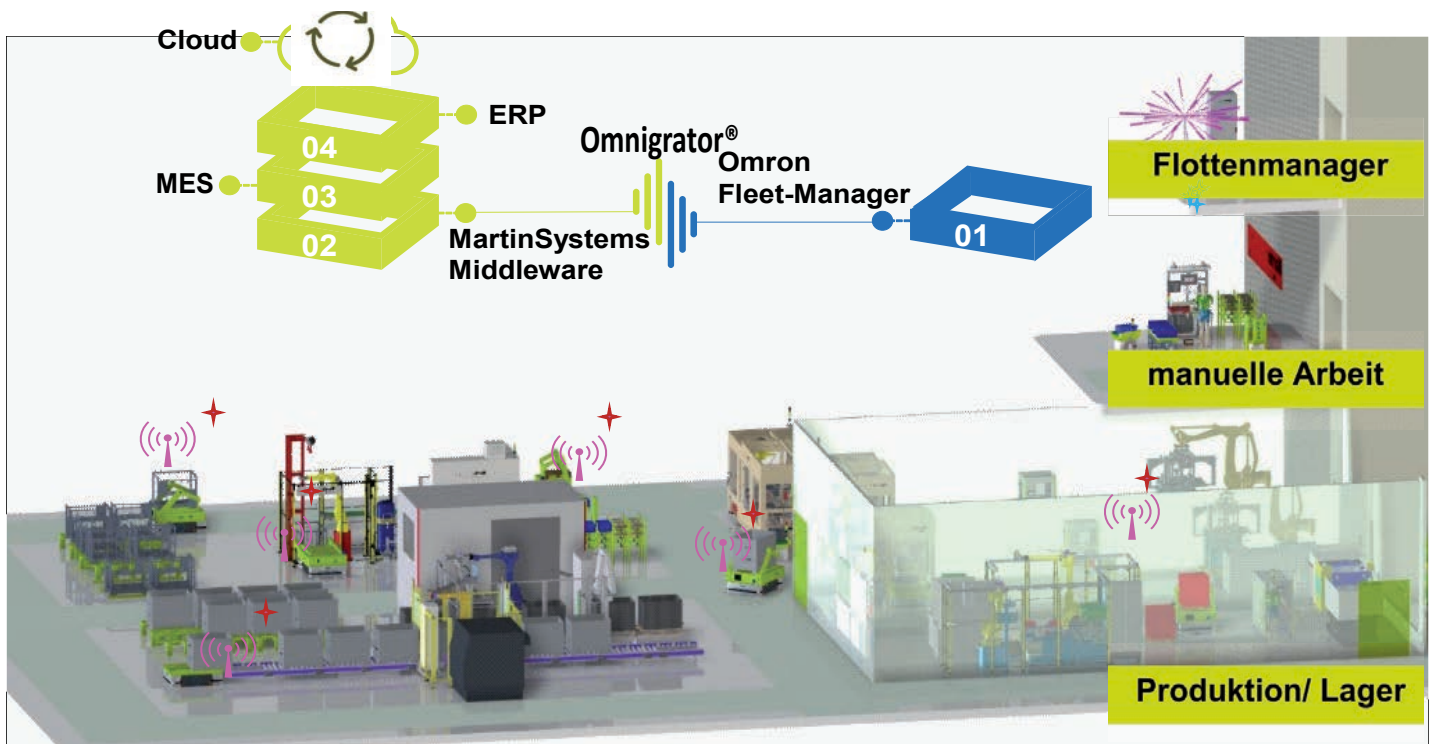 Cloud
04
ERP
Omnigrator®
MES
03
Omron
Fleet-Manager
02
MartinSystems
Middleware
01
Flottenmanager
manuelle Arbeit
Produktion/ Lager